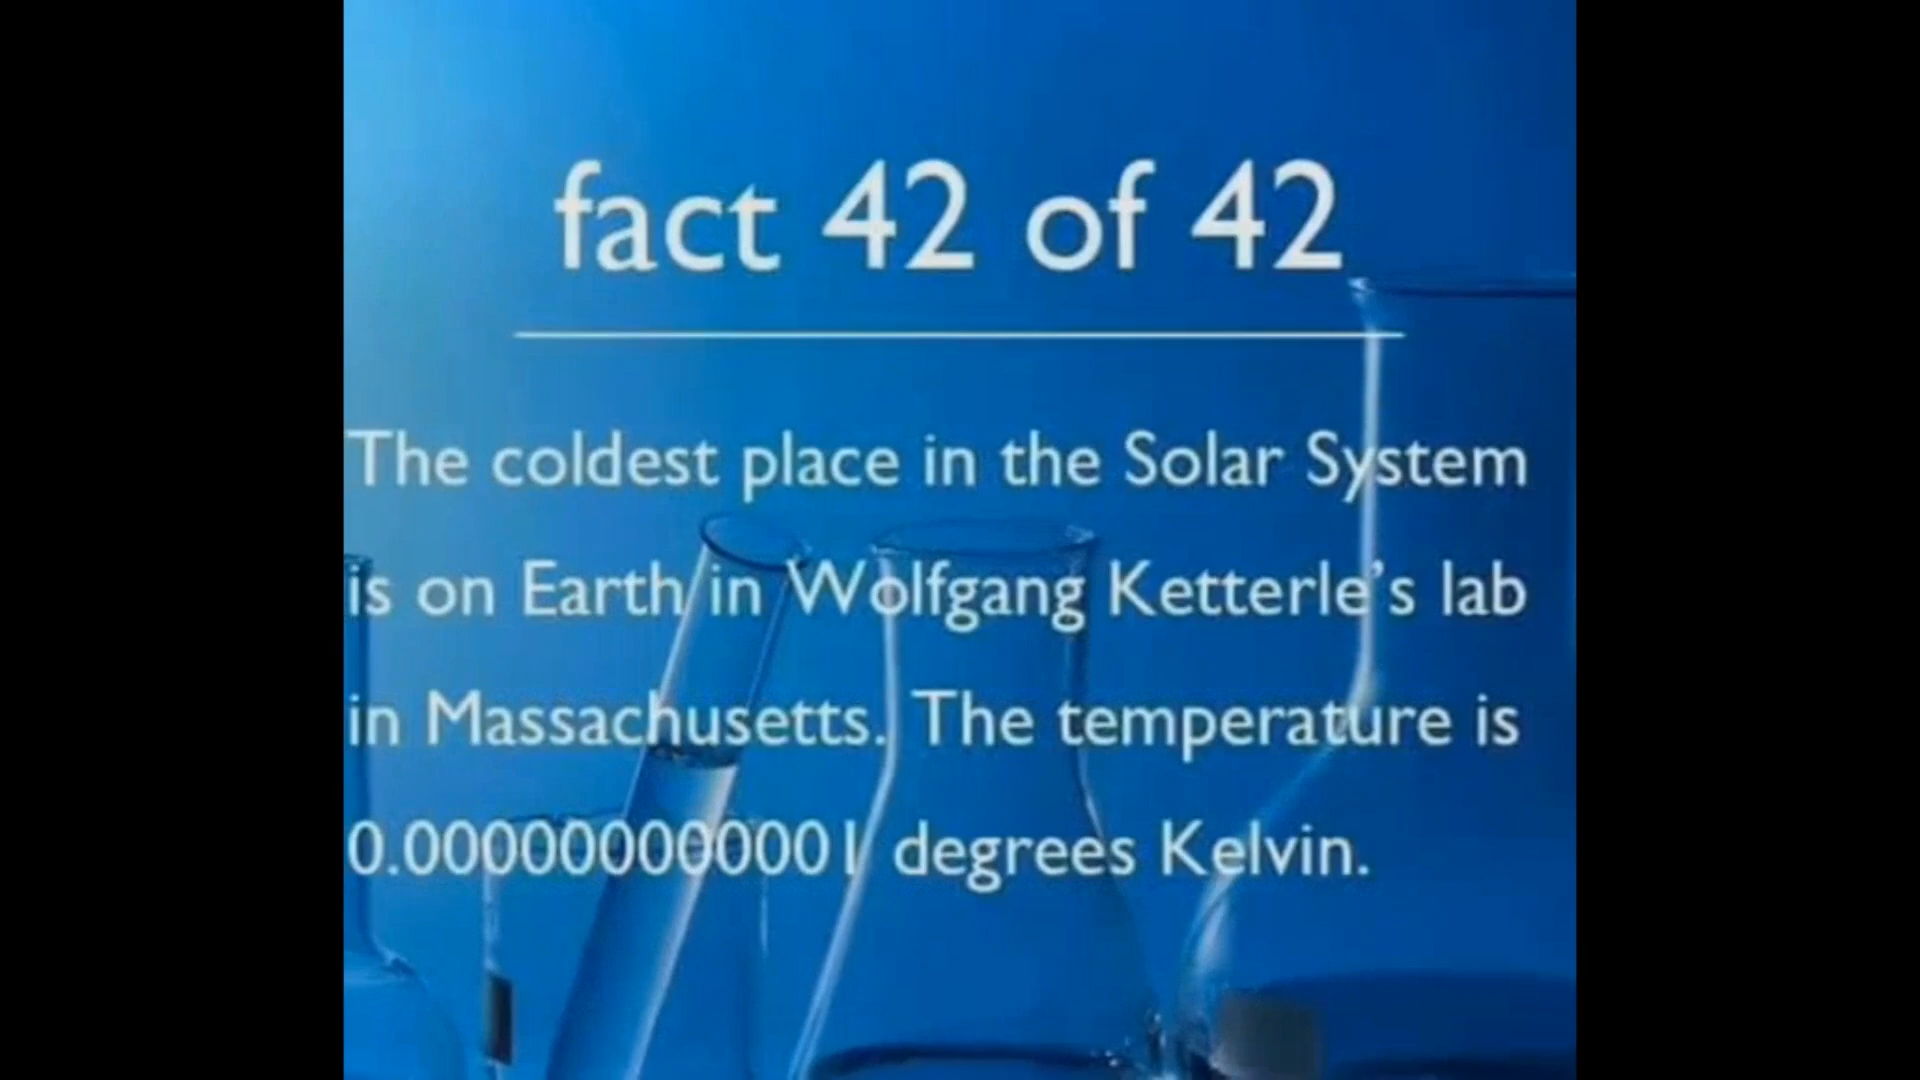 fact 42 of 42
The coldest place in the Solar System
is on Earth in Wolfgang Ketterle's lab
in Massachusetts. The temperature is
0.000000000001 degrees Kelvin.